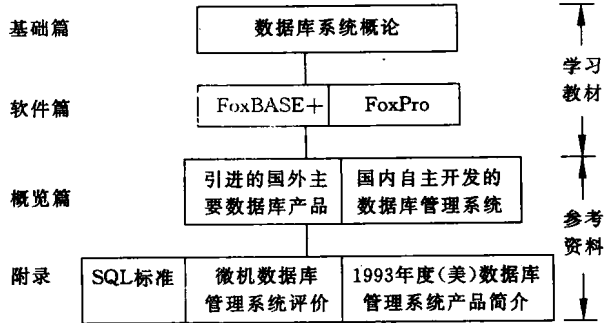 基础篇
数据库系统概论
学习
教材
软件篇
FoxBASE+
FoxPro
概览篇
引进的国外主
要数据库产品
国内自主开发的
数据库管理系统
参考
资料
附录
SQL标准
微机数据库
管理系统评价
1993年度(美)数据库
管理系统产品简介